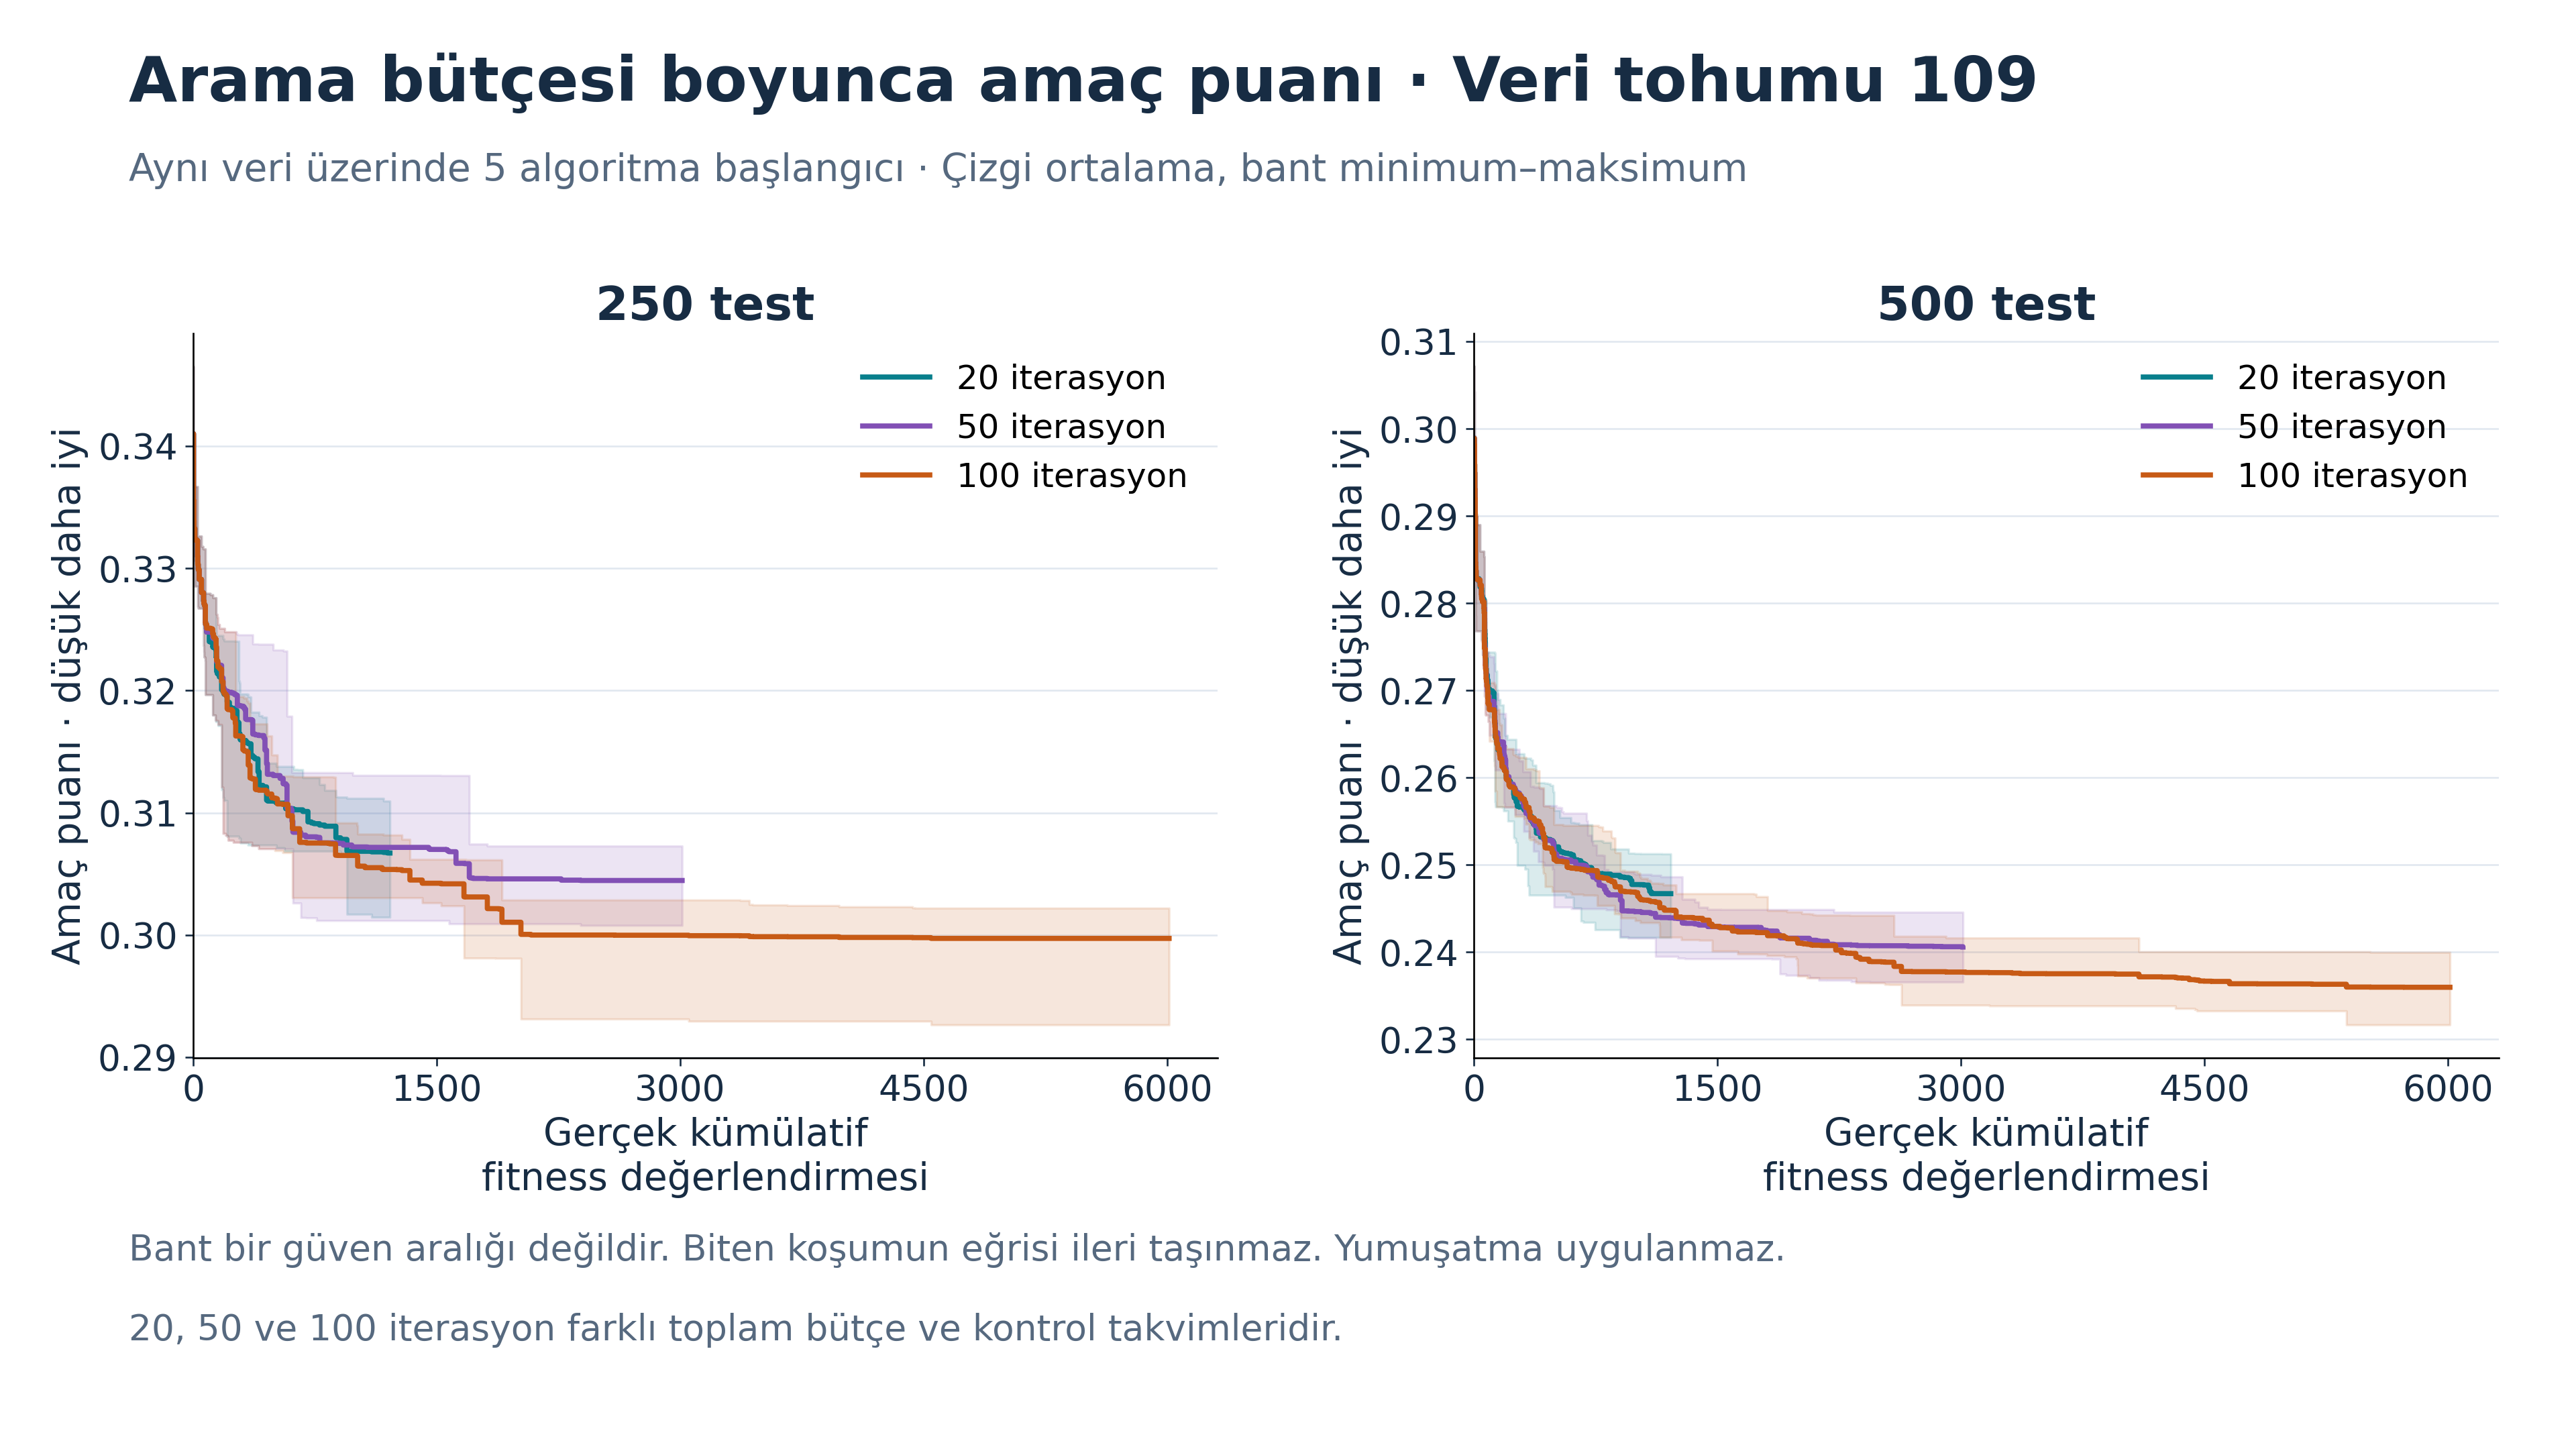 Arama bütçesi boyunca amaç puanı · Veri tohumu 109
Aynı veri üzerinde 5 algoritma başlangıcı · Çizgi ortalama, bant minimum–maksimum
250 test
20 iterasyon
50 iterasyon
100 iterasyon
Amaç puanı · düşük daha iyi
0.34
0.33
0.32
0.31
0.30
0.29
0 1500 3000 4500 6000
Gerçek kümülatif
fitness değerlendirmesi
500 test
20 iterasyon
50 iterasyon
100 iterasyon
Amaç puanı · düşük daha iyi
0.31
0.30
0.29
0.28
0.27
0.26
0.25
0.24
0.23
0 1500 3000 4500 6000
Gerçek kümülatif
fitness değerlendirmesi
Bant bir güven aralığı değildir. Biten koşumun eğrisi ileri taşınmaz. Yumuşatma uygulanmaz.
20, 50 ve 100 iterasyon farklı toplam bütçe ve kontrol takvimleridir.